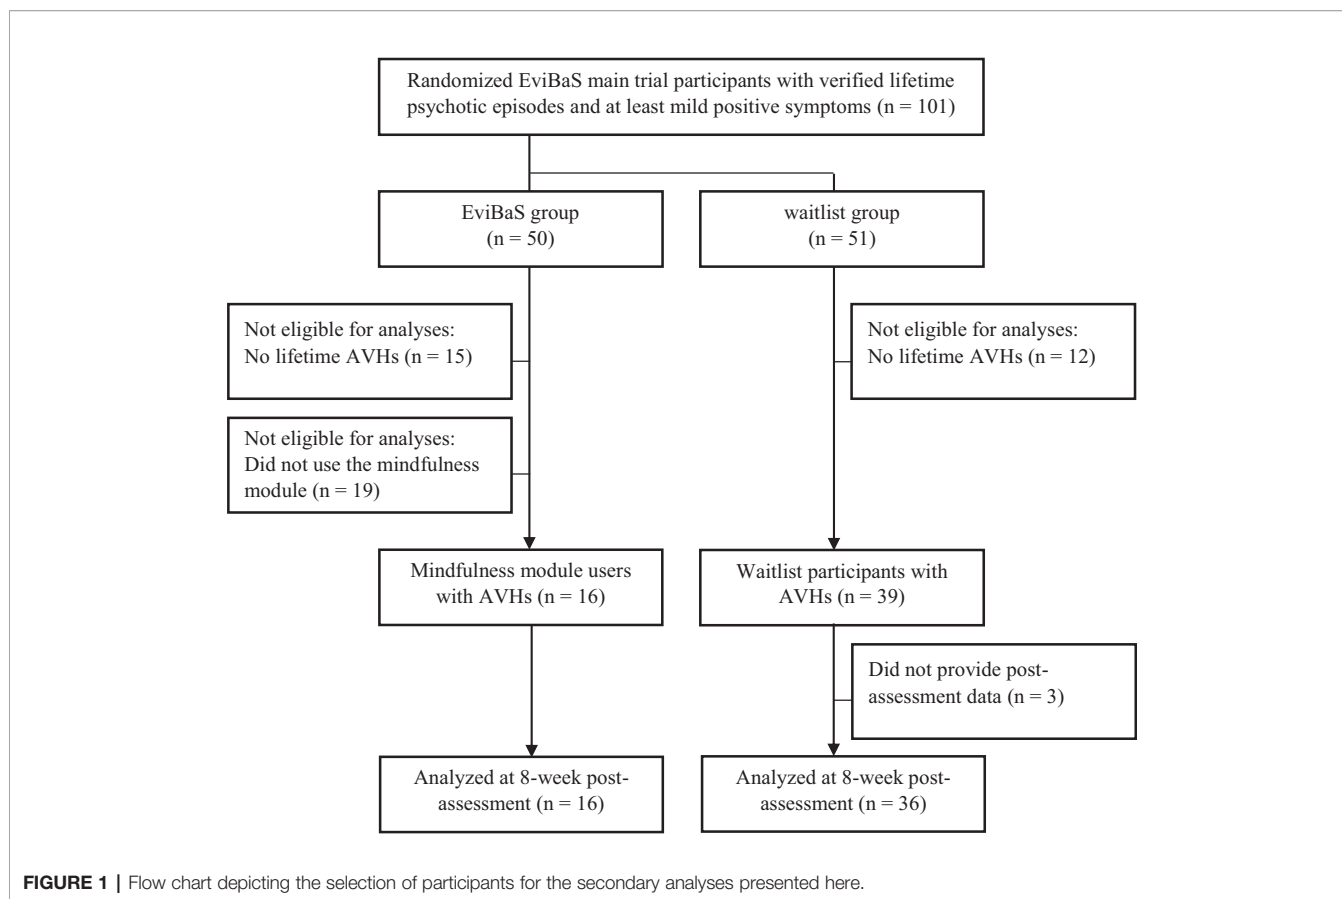 Randomized EviBaS main trial participants with verified lifetime
psychotic episodes and at least mild positive symptoms (n = 101)
EviBaS group
(n = 50)
waitlist group
(n = 51)
Not eligible for analyses:
No lifetime AVHs (n = 15)
Not eligible for analyses:
No lifetime AVHs (n = 12)
Not eligible for analyses:
Did not use the mindfulness
module (n = 19)
Mindfulness module users
with AVHs (n = 16)
Waitlist participants with
AVHs (n = 39)
Did not provide post-
assessment data (n = 3)
Analyzed at 8-week post-
assessment (n = 16)
Analyzed at 8-week post-
assessment (n = 36)
FIGURE 1 | Flow chart depicting the selection of participants for the secondary analyses presented here.